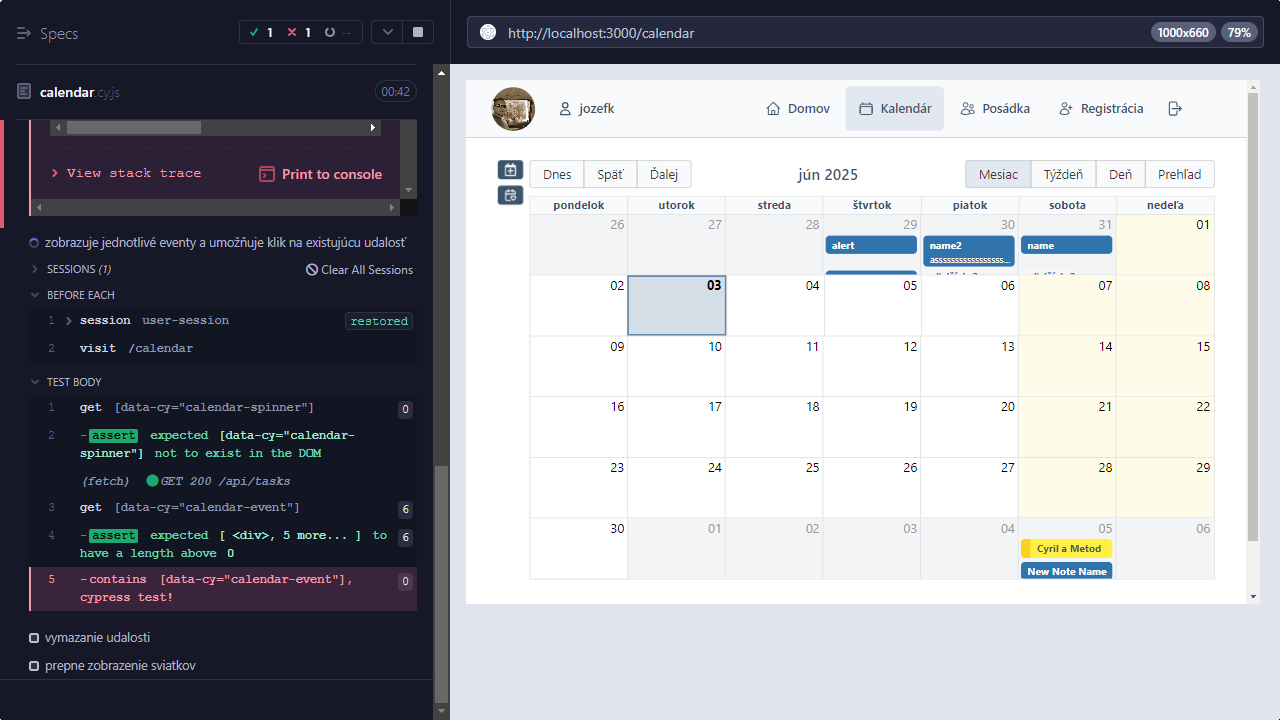 Specs
1
1
--
http://localhost:3000/calendar
1000x660
79%
calendar.cy.js
00:42
View stack trace
Print to console
zobrazuje jednotlivé eventy a umožňuje klik na existujúcu udalosť
SESSIONS (1)
Clear All Sessions
BEFORE EACH
1 session user-session restored
2 visit /calendar
TEST BODY
1 get [data-cy="calendar-spinner"] 0
2 -assert expected [data-cy="calendar-
spinner"] not to exist in the DOM
(fetch) GET 200 /api/tasks
3 get [data-cy="calendar-event"] 6
4 -assert expected [ <div>, 5 more... ] to 6
have a length above 0
5 -contains [data-cy="calendar-event"], 0
cypress test!
vymazanie udalosti
prepne zobrazenie sviatkov
jozefk
Domov
Kalendár
Posádka
Registrácia
Dnes
Späť
Ďalej
jún 2025
Mesiac
Týždeň
Deň
Prehľad
pondelok utorok streda štvrtok piatok sobota nedeľa
26 27 28 29 30 31 01
alert name2 name
asssssssssssssssss...
02 03 04 05 06 07 08
09 10 11 12 13 14 15
16 17 18 19 20 21 22
23 24 25 26 27 28 29
30 01 02 03 04 05 06
Cyril a Metod
New Note Name